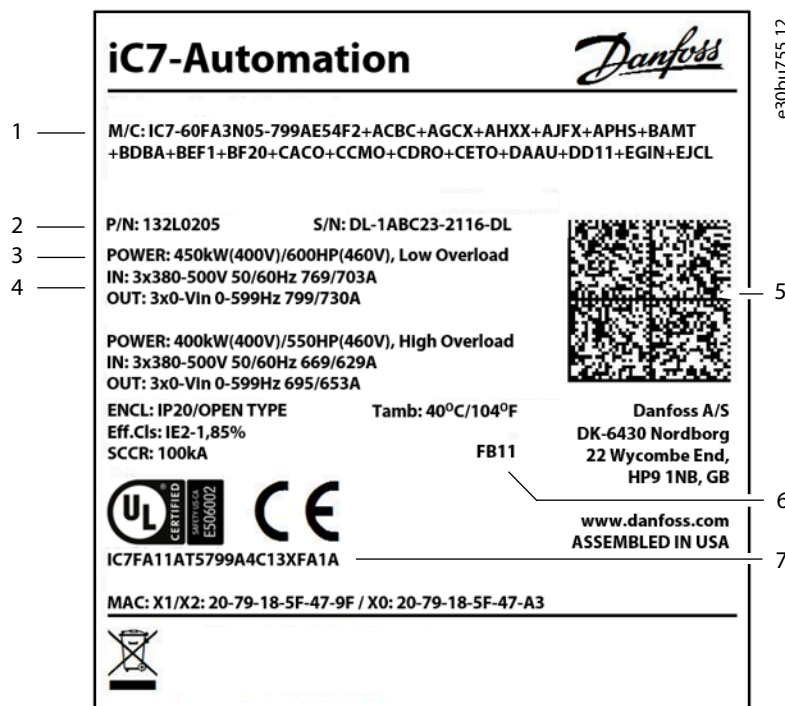 iC7-Automation
Danfoss
e30bu755.12
1
M/C: IC7-60FA3N05-799AE54F2+ACBC+AGCX+AHXX+AJFX+APHS+BAMT
+BDBA+BEF1+BF20+CACO+CCMO+CDRO+CETO+DAAU+DD11+EGIN+EJCL
2
P/N: 132L0205 S/N: DL-1ABC23-2116-DL
3
POWER: 450kW(400V)/600HP(460V), Low Overload
4
IN: 3x380-500V 50/60Hz 769/703A
OUT: 3x0-Vin 0-599Hz 799/730A
5
POWER: 400kW(400V)/550HP(460V), HIgh Overload
IN: 3x380-500V 50/60Hz 669/629A
OUT: 3x0-Vin 0-599Hz 695/653A
ENCL: IP20/OPEN TYPE Tamb: 40⁰C/104⁰F
Eff.Cls: IE2-1,85%
SCCR: 100kA FB11
Danfoss A/S
DK-6430 Nordborg
22 Wycombe End,
HP9 1NB, GB
6
UL CERTIFIED
SAFETY US CA
E506002
CE
www.danfoss.com
ASSEMBLED IN USA
IC7FA11AT5799A4C13XFA1A
7
MAC: X1/X2: 20-79-18-5F-47-9F / X0: 20-79-18-5F-47-A3